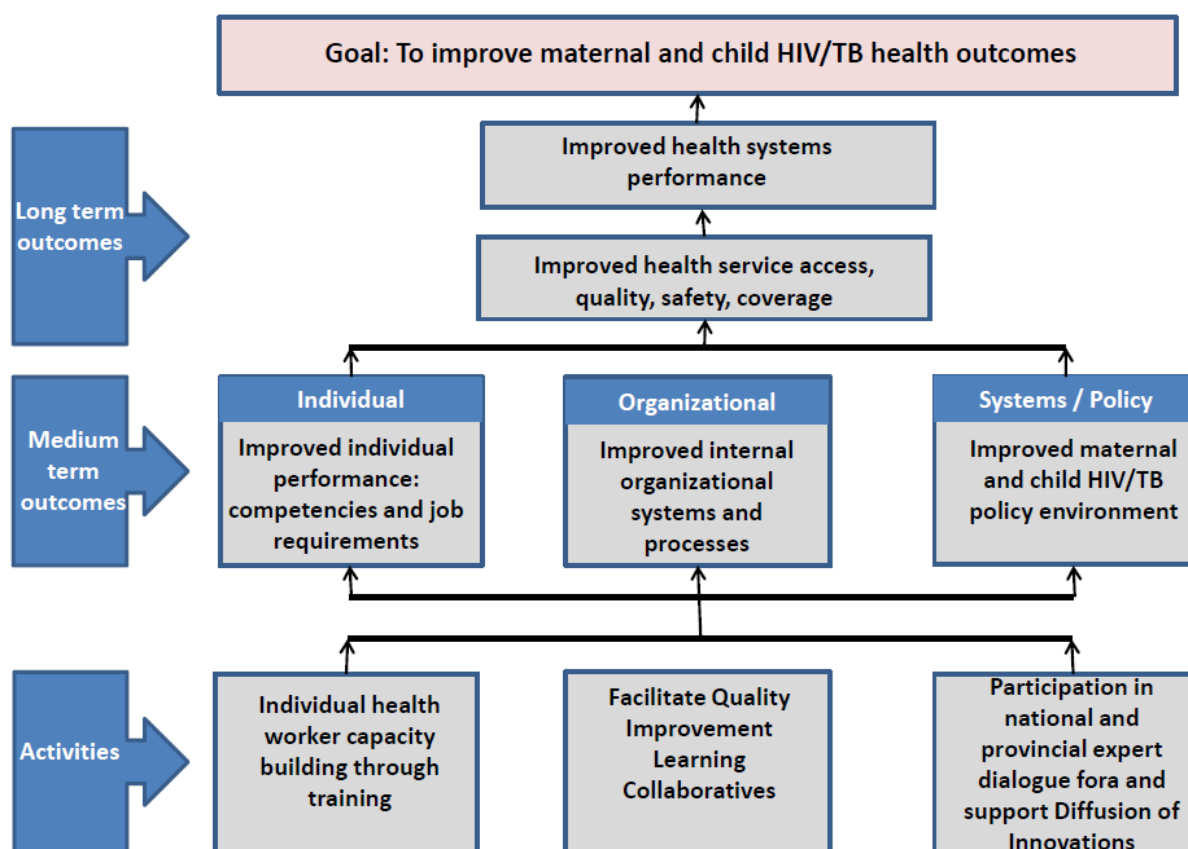 Goal: To improve maternal and child HIV/TB health outcomes
Long term
outcomes
Improved health systems
performance
Improved health service access,
quality, safety, coverage
Medium
term
outcomes
Individual
Improved individual
performance:
competencies and job
requirements
Organizational
Improved internal
organizational
systems and
processes
Systems / Policy
Improved maternal
and child HIV/TB
policy environment
Activities
Individual health
worker capacity
building through
training
Facilitate Quality
Improvement
Learning
Collaboratives
Participation in
national and
provincial expert
dialogue fora and
support Diffusion of
Innovations